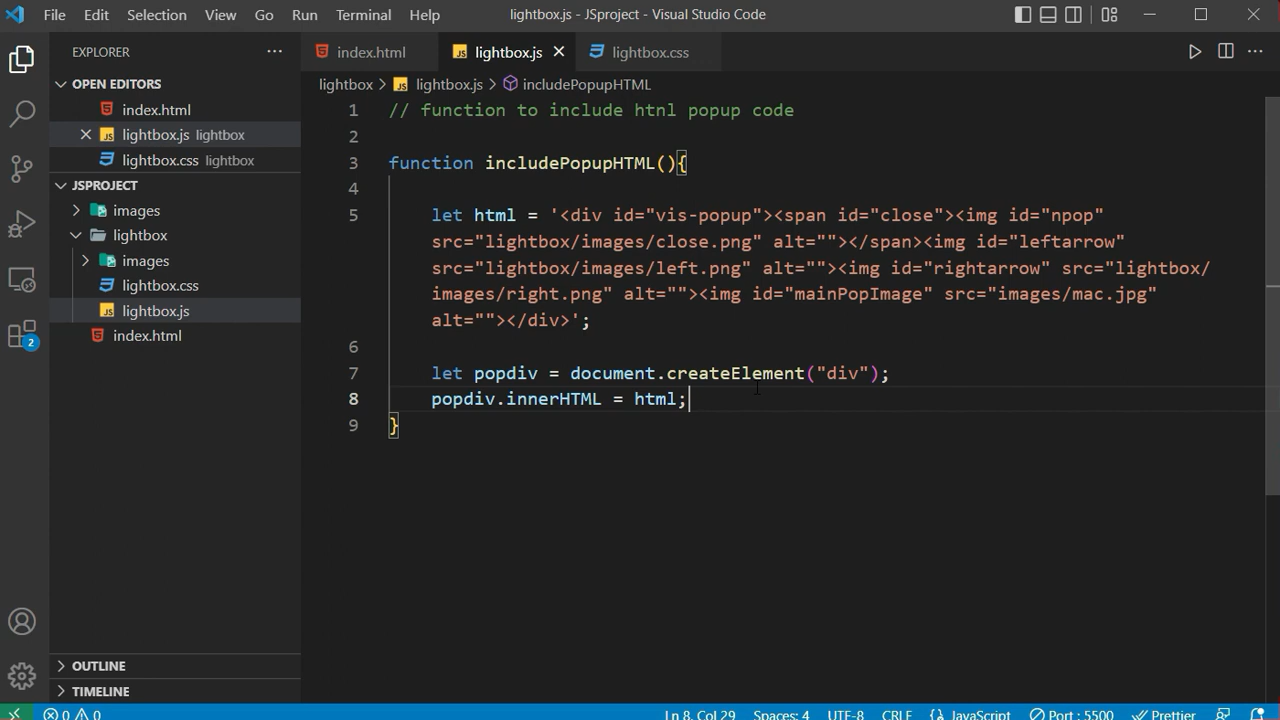 File Edit Selection View Go Run Terminal Help lightbox.js - JSproject - Visual Studio Code
EXPLORER
OPEN EDITORS
index.html
lightbox.js lightbox
lightbox.css lightbox
JSPROJECT
images
lightbox
images
lightbox.css
lightbox.js
index.html
OUTLINE
TIMELINE
2
index.html lightbox.js lightbox.css
lightbox > JS lightbox.js > includePopupHTML
1 // function to include htnl popup code
2
3 function includePopupHTML(){
4
5 let html = '<div id="vis-popup"><span id="close"><img id="npop"
src="lightbox/images/close.png" alt=""></span><img id="leftarrow"
src="lightbox/images/left.png" alt=""><img id="rightarrow" src="lightbox/
images/right.png" alt=""><img id="mainPopImage" src="images/mac.jpg"
alt=""></div>';
6
7 let popdiv = document.createElement("div");
8 popdiv.innerHTML = html;
9 }
0 0 Ln 8, Col 29 Spaces: 4 UTF-8 CRLF {} JavaScript Port : 5500 Prettier